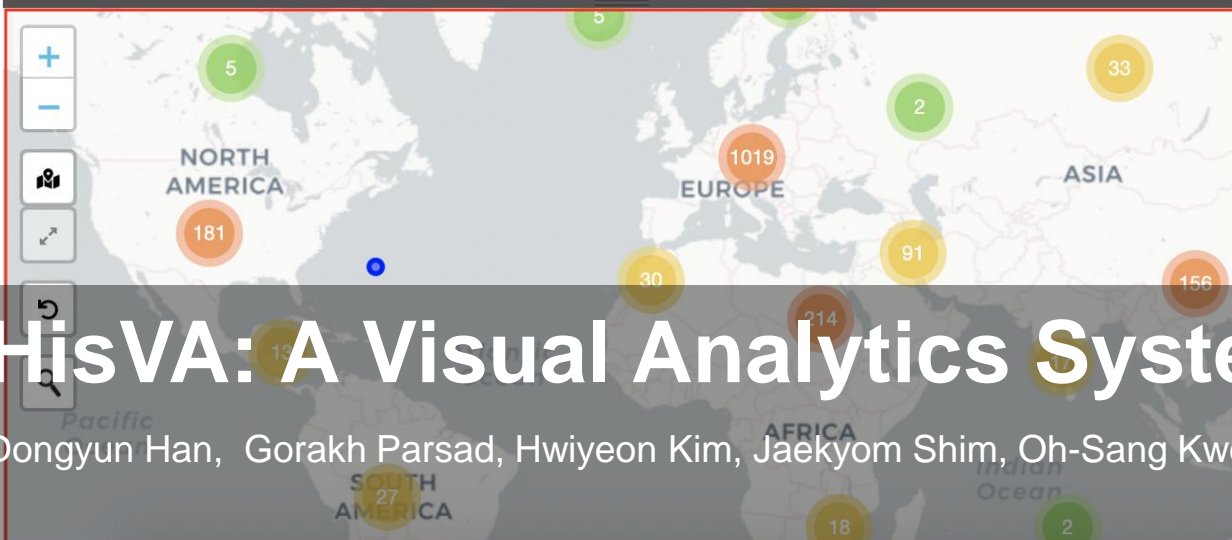 5
5
33
2
1019
NORTH
AMERICA
ASIA
EUROPE
181
91
30
156
214
HisVA: A Visual Analytics Syste
13
17
Pacific
Dongyun Han, Gorakh Parsad, Hwiyeon Kim, Jaekyom Shim, Oh-Sang Kw
AFRICA
Indian
Ocean
SOUTH
AMERICA
27
18
2